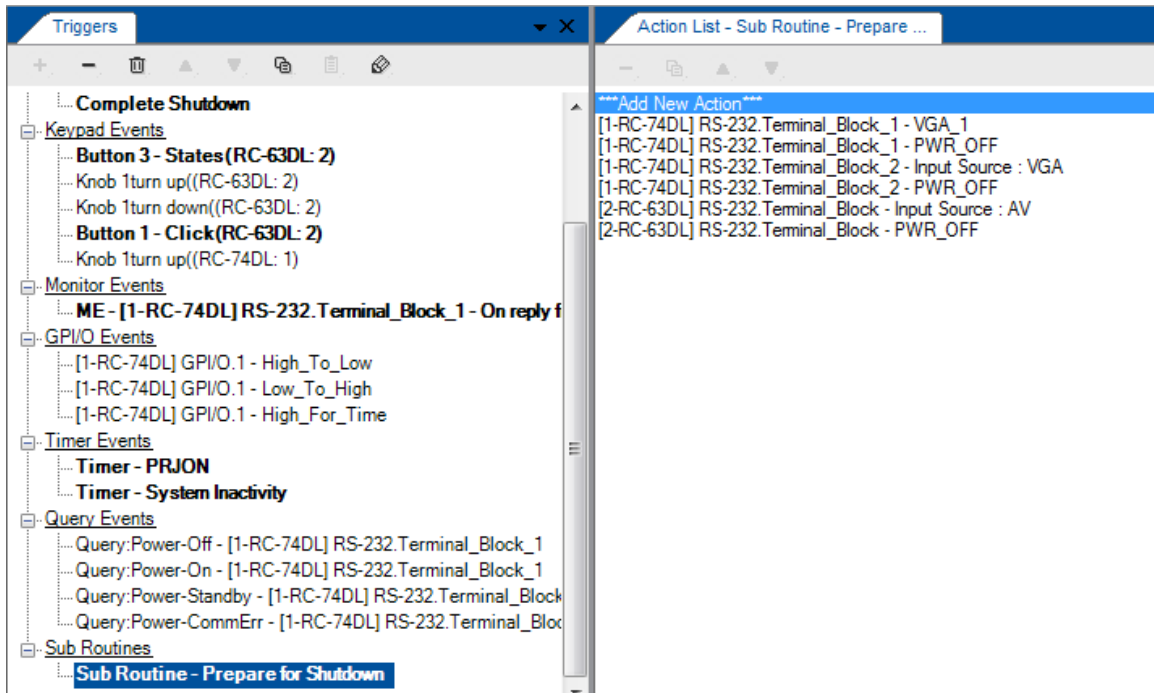 Triggers
Complete Shutdown
Keypad Events
Button 3 - States(RC-63DL: 2)
Knob 1turn up((RC-63DL: 2)
Knob 1turn down((RC-63DL: 2)
Button 1 - Click(RC-63DL: 2)
Knob 1turn up((RC-74DL: 1)
Monitor Events
ME - [1-RC-74DL] RS-232.Terminal_Block_1 - On reply f
GPI/O Events
[1-RC-74DL] GPI/O.1 - High_To_Low
[1-RC-74DL] GPI/O.1 - Low_To_High
[1-RC-74DL] GPI/O.1 - High_For_Time
Timer Events
Timer - PRJON
Timer - System Inactivity
Query Events
Query:Power-Off - [1-RC-74DL] RS-232.Terminal_Block_1
Query:Power-On - [1-RC-74DL] RS-232.Terminal_Block_1
Query:Power-Standby - [1-RC-74DL] RS-232.Terminal_Block
Query:Power-CommErr - [1-RC-74DL] RS-232.Terminal_Bloc
Sub Routines
Sub Routine - Prepare for Shutdown
Action List - Sub Routine - Prepare ...
***Add New Action***
[1-RC-74DL] RS-232.Terminal_Block_1 - VGA_1
[1-RC-74DL] RS-232.Terminal_Block_1 - PWR_OFF
[1-RC-74DL] RS-232.Terminal_Block_2 - Input Source : VGA
[1-RC-74DL] RS-232.Terminal_Block_2 - PWR_OFF
[2-RC-63DL] RS-232.Terminal_Block - Input Source : AV
[2-RC-63DL] RS-232.Terminal_Block - PWR_OFF